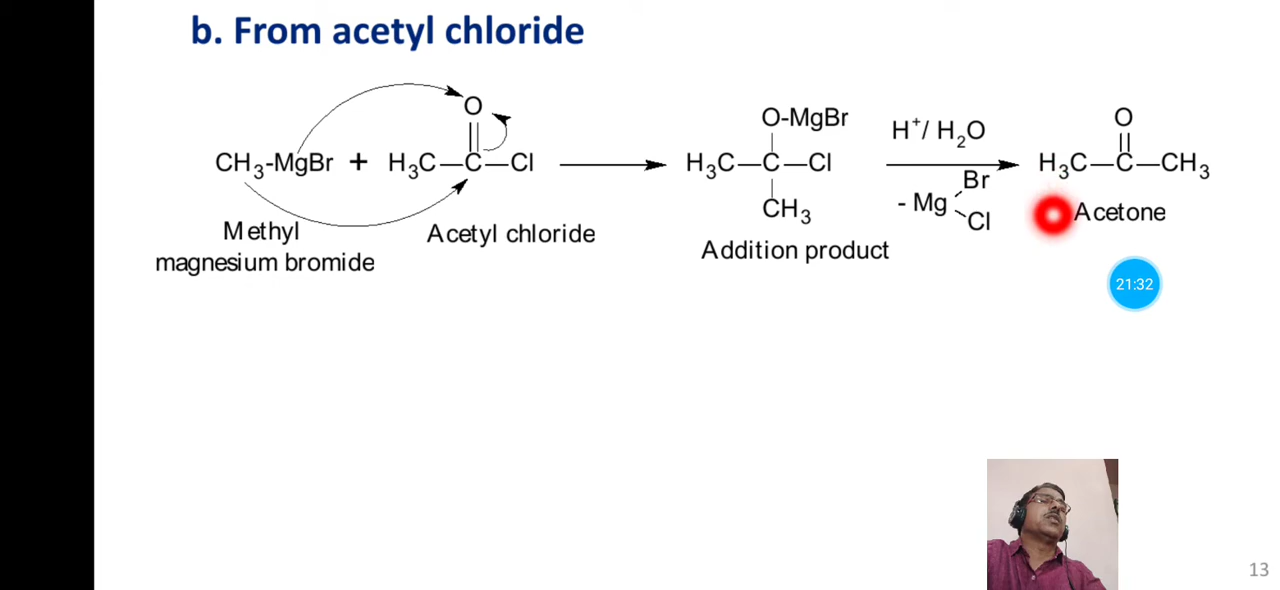 b. From acetyl chloride
O
CH₃-MgBr + H₃C—C—Cl
Methyl
magnesium bromide
Acetyl chloride
O-MgBr
H₃C—C—Cl
CH₃
Addition product
H⁺/ H₂O
- Mg
Br
Cl
O
H₃C—C—CH₃
Acetone
21:32
13